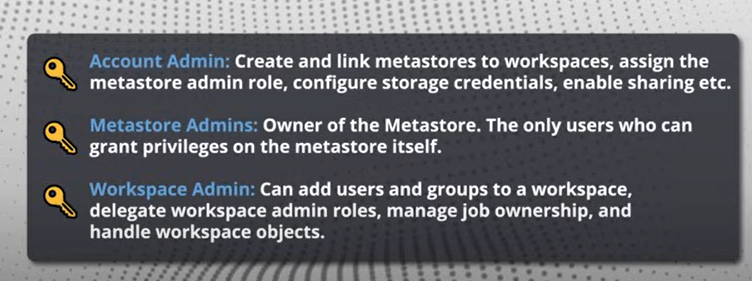 Account Admin: Create and link metastores to workspaces, assign the
metastore admin role, configure storage credentials, enable sharing etc.
Metastore Admins: Owner of the Metastore. The only users who can
grant privileges on the metastore itself.
Workspace Admin: Can add users and groups to a workspace,
delegate workspace admin roles, manage job ownership, and
handle workspace objects.